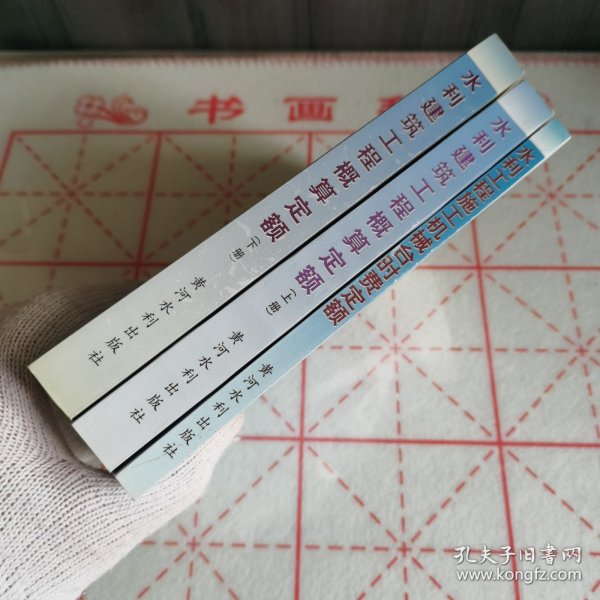 书画
水利建筑工程概算定额
(下册)
黄河水利出版社
水利建筑工程概算定额
(上册)
黄河水利出版社
水利工程施工机械台时费定额
黄河水利出版社
孔夫子旧书网
www.kongfz.com